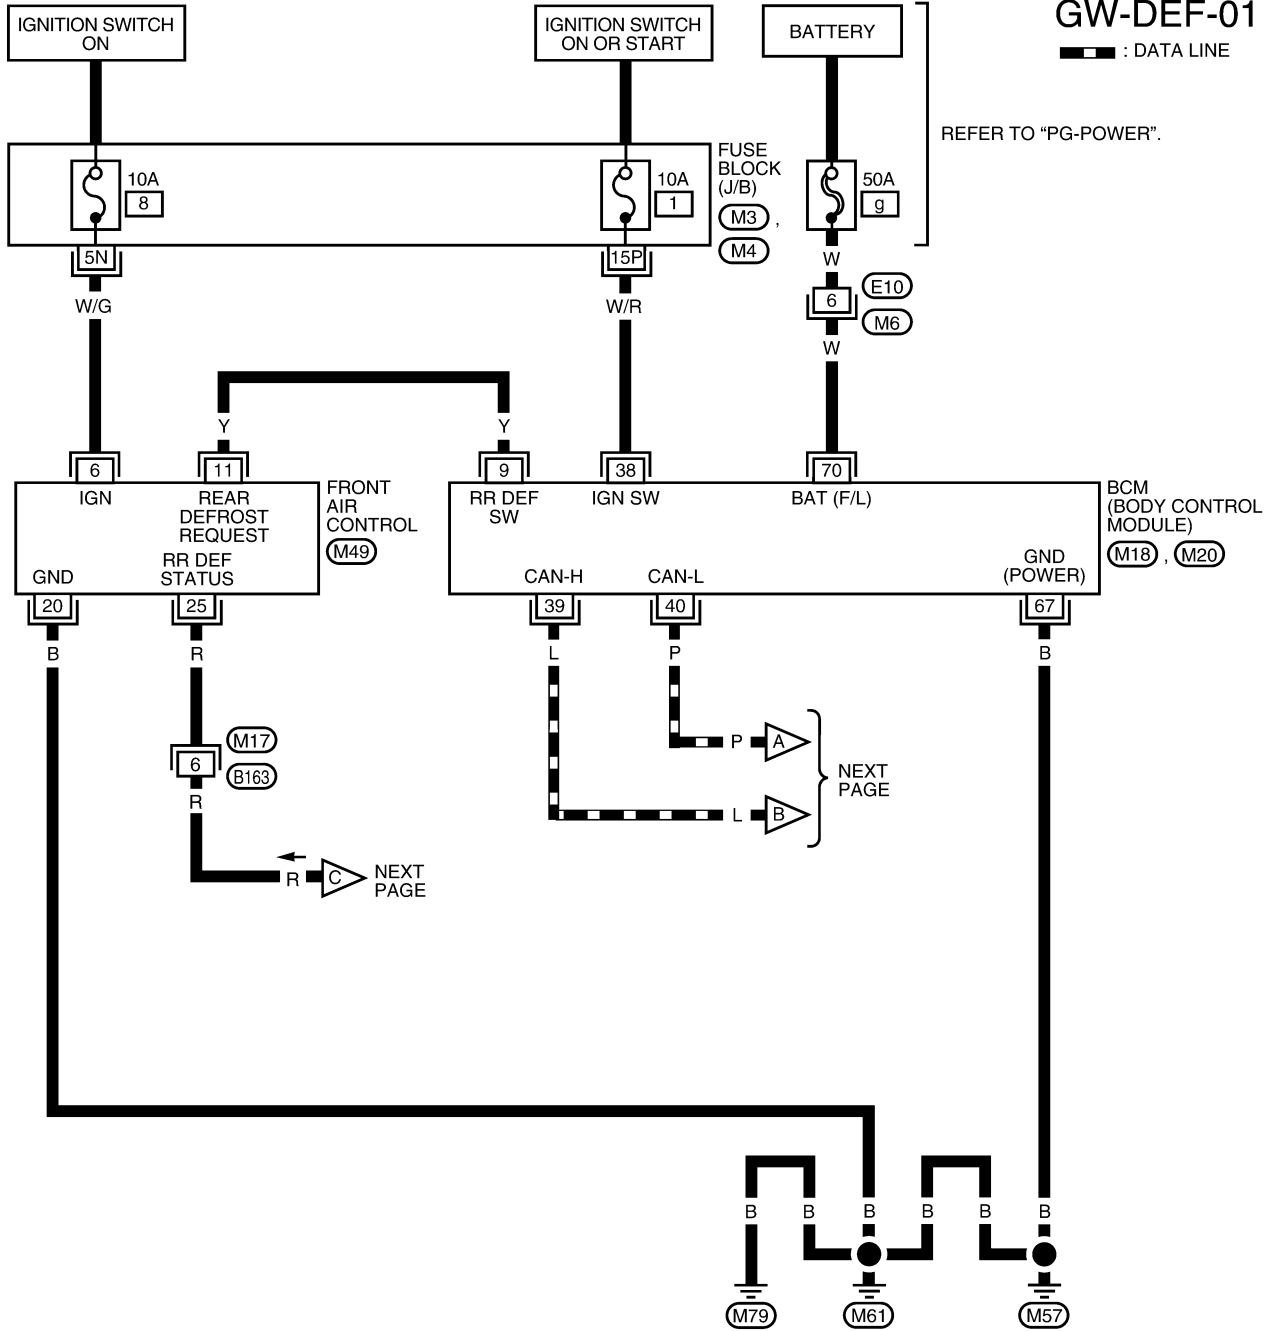 GW-DEF-01
: DATA LINE
IGNITION SWITCH
ON
IGNITION SWITCH
ON OR START
BATTERY
REFER TO “PG-POWER”.
10A
8
10A
1
FUSE
BLOCK
(J/B)
M3 ,
M4
50A
g
5N
15P
W
W/G
W/R
6
E10
M6
W
Y
Y
6
11
9
38
70
IGN
REAR
DEFROST
REQUEST
RR DEF
STATUS
GND
FRONT
AIR
CONTROL
M49
RR DEF
SW
IGN SW
BAT (F/L)
CAN-H
CAN-L
GND
(POWER)
BCM
(BODY CONTROL
MODULE)
M18 , M20
20
25
39
40
67
B
R
L
P
B
M17
6
B163
R
P
A
L
B
NEXT
PAGE
R
C
NEXT
PAGE
B
B
B
B
B
B
M79
M61
M57